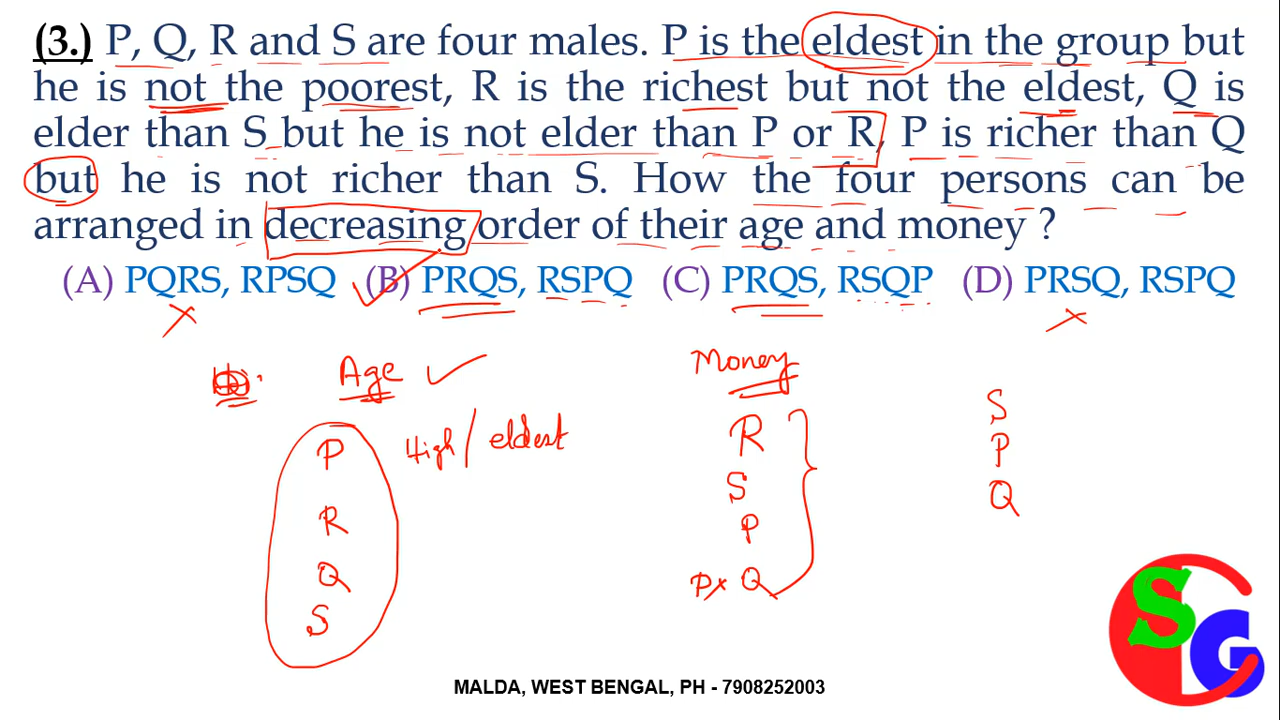 (3.) P, Q, R and S are four males. P is the eldest in the group but
he is not the poorest, R is the richest but not the eldest, Q is
elder than S but he is not elder than P or R, P is richer than Q
but he is not richer than S. How the four persons can be
arranged in decreasing order of their age and money ?
(A) PQRS, RPSQ (B) PRQS, RSPQ (C) PRQS, RSQP (D) PRSQ, RSPQ
Age
Money
P High / eldest
R
Q
S
R
S
P
P× Q
S
P
Q
SG
MALDA, WEST BENGAL, PH - 7908252003